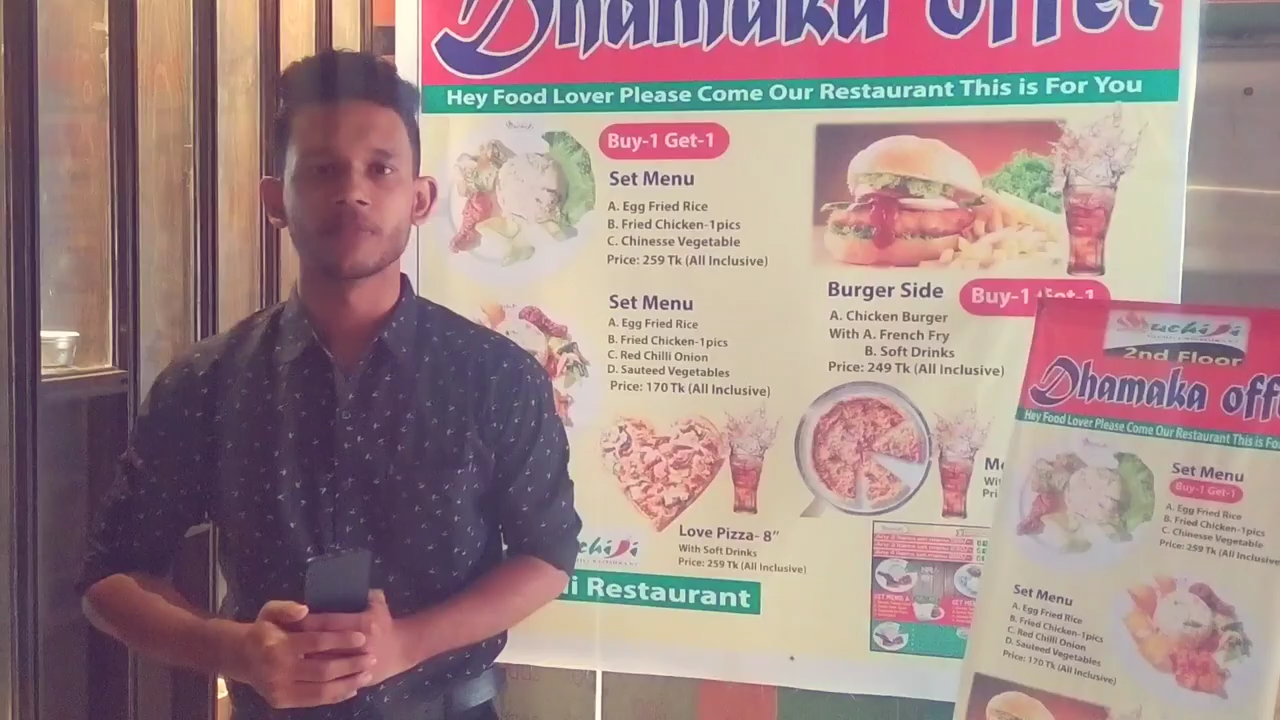 Dhamaka offer
Hey Food Lover Please Come Our Restaurant This is For You
Buy-1 Get-1
Set Menu
A. Egg Fried Rice
B. Fried Chicken-1pics
C. Chinesse Vegetable
Price: 259 Tk (All Inclusive)
Set Menu
A. Egg Fried Rice
B. Fried Chicken-1pics
C. Red Chilli Onion
D. Sauteed Vegetables
Price: 170 Tk (All Inclusive)
Burger Side
Buy-1 Get-1
A. Chicken Burger
With A. French Fry
B. Soft Drinks
Price: 249 Tk (All Inclusive)
Love Pizza- 8"
With Soft Drinks
Price: 259 Tk (All Inclusive)
Restaurant
2nd Floor
Dhamaka off
Hey Food Lover Please Come Our Restaurant This is Fo
Set Menu
Buy-1 Get-1
A. Egg Fried Rice
B. Fried Chicken-1pics
C. Chinesse Vegetable
Price: 259 Tk (All Inclusive
Set Menu
A. Egg Fried Rice
B. Fried Chicken-1pics
C. Red Chilli Onion
D. Sauteed Vegetables
Price: 170 Tk (All Inclusive)